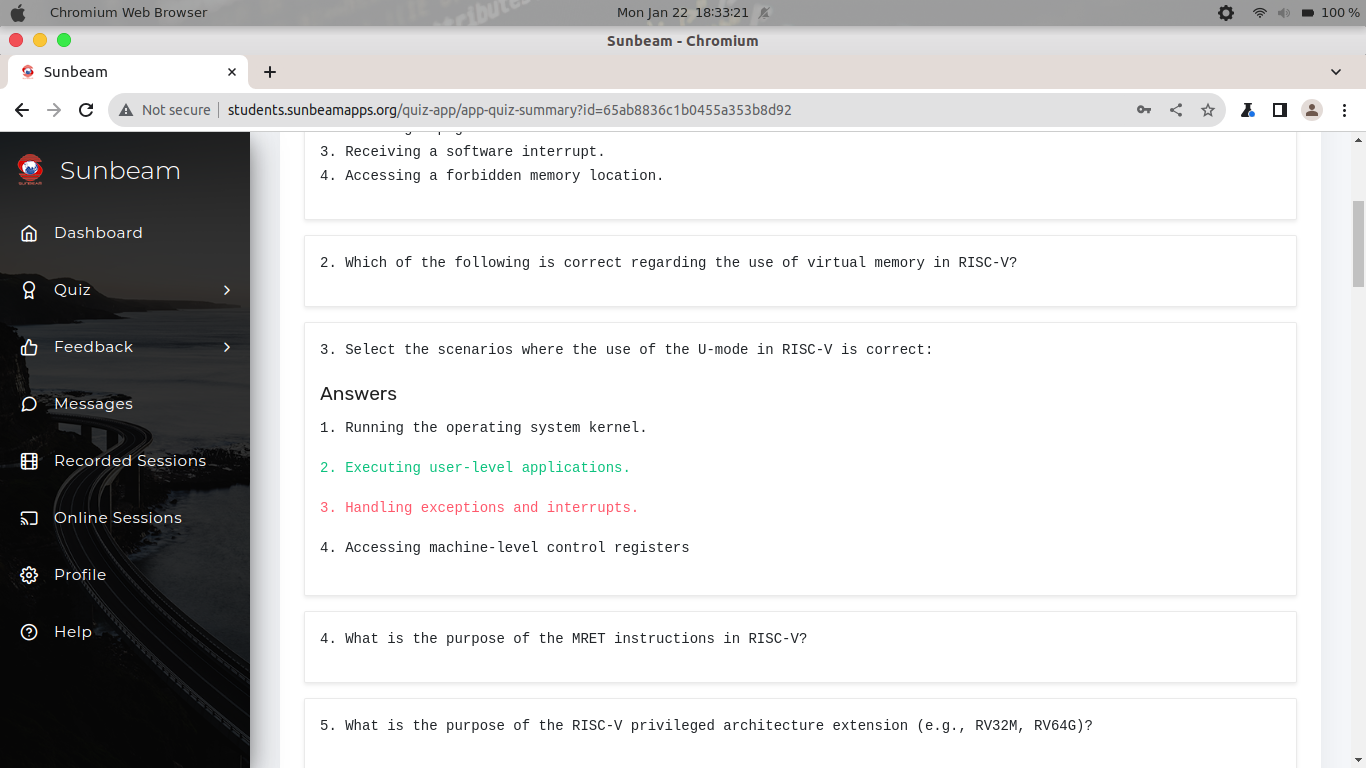 Chromium Web Browser
Mon Jan 22 18:33:21
100 %
Sunbeam - Chromium
Sunbeam
Not secure
students.sunbeamapps.org/quiz-app/app-quiz-summary?id=65ab8836c1b0455a353b8d92
Sunbeam
Dashboard
Quiz
Feedback
Messages
Recorded Sessions
Online Sessions
Profile
Help
3. Receiving a software interrupt.
4. Accessing a forbidden memory location.
2. Which of the following is correct regarding the use of virtual memory in RISC-V?
3. Select the scenarios where the use of the U-mode in RISC-V is correct:
Answers
1. Running the operating system kernel.
2. Executing user-level applications.
3. Handling exceptions and interrupts.
4. Accessing machine-level control registers
4. What is the purpose of the MRET instructions in RISC-V?
5. What is the purpose of the RISC-V privileged architecture extension (e.g., RV32M, RV64G)?